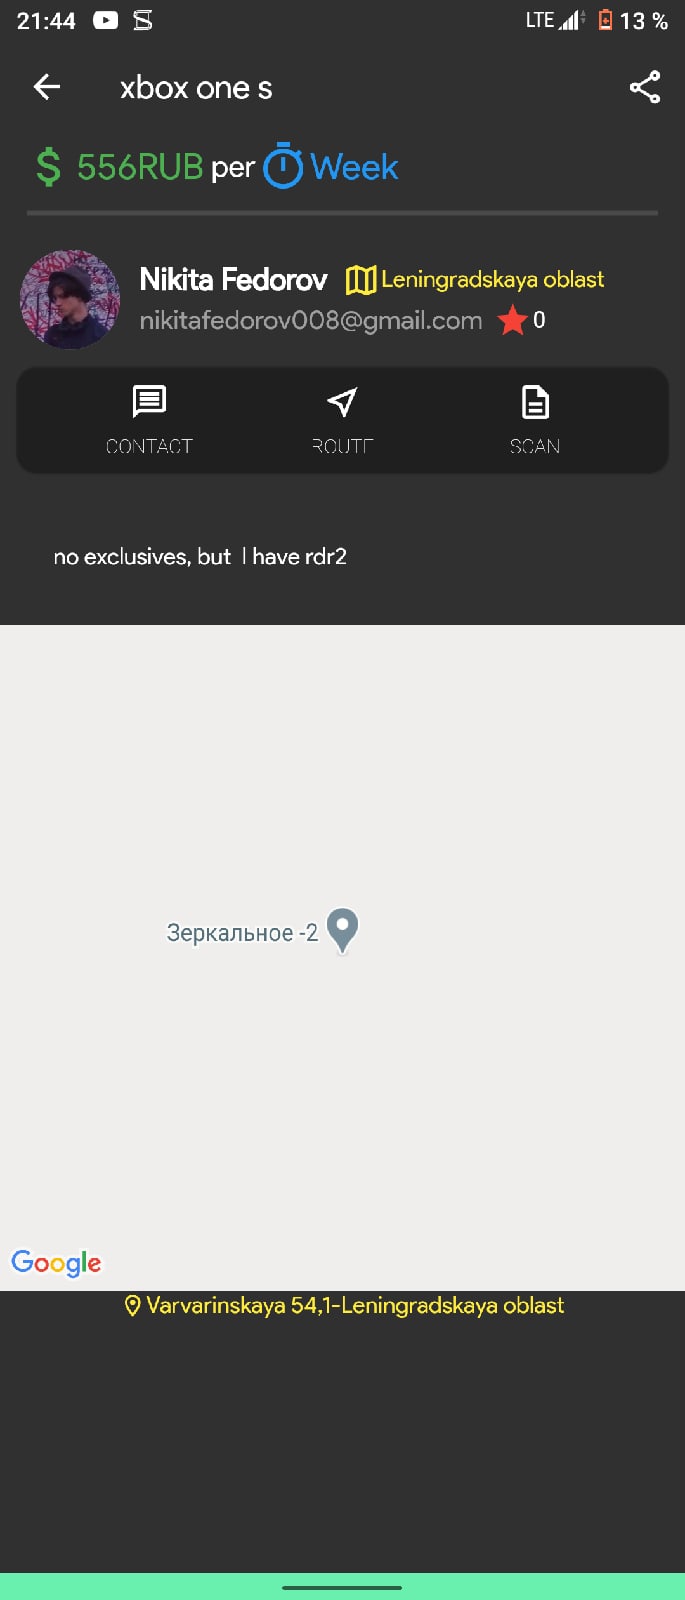 21:44 LTE 13 %
xbox one s
$ 556RUB per Week
Nikita Fedorov Leningradskaya oblast
nikitafedorov008@gmail.com 0
CONTACT ROUTE SCAN
no exclusives, but I have rdr2
Зеркальное -2
Google
Varvarinskaya 54,1-Leningradskaya oblast